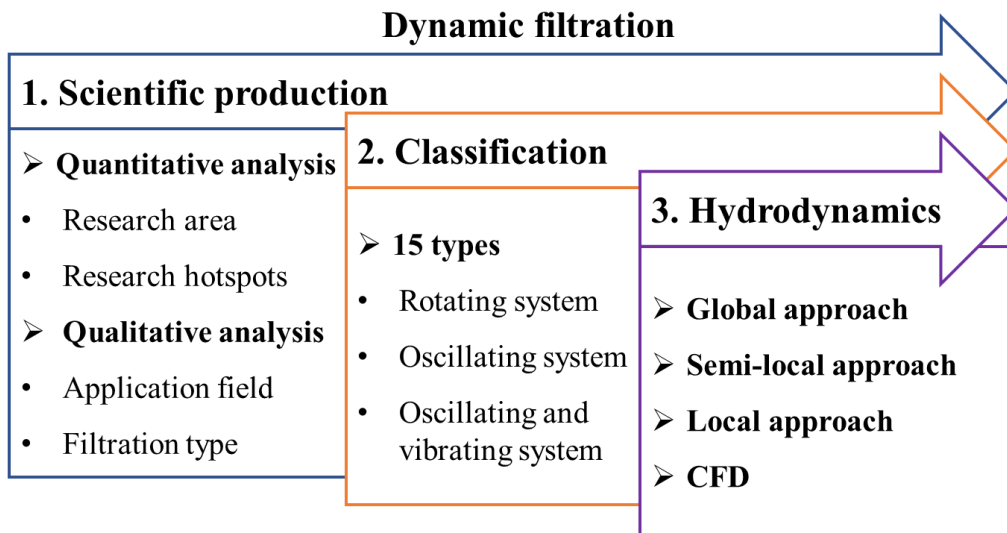 Dynamic filtration
1. Scientific production
➢ Quantitative analysis
• Research area
• Research hotspots
➢ Qualitative analysis
• Application field
• Filtration type
2. Classification
➢ 15 types
• Rotating system
• Oscillating system
• Oscillating and
vibrating system
3. Hydrodynamics
➢ Global approach
➢ Semi-local approach
➢ Local approach
➢ CFD